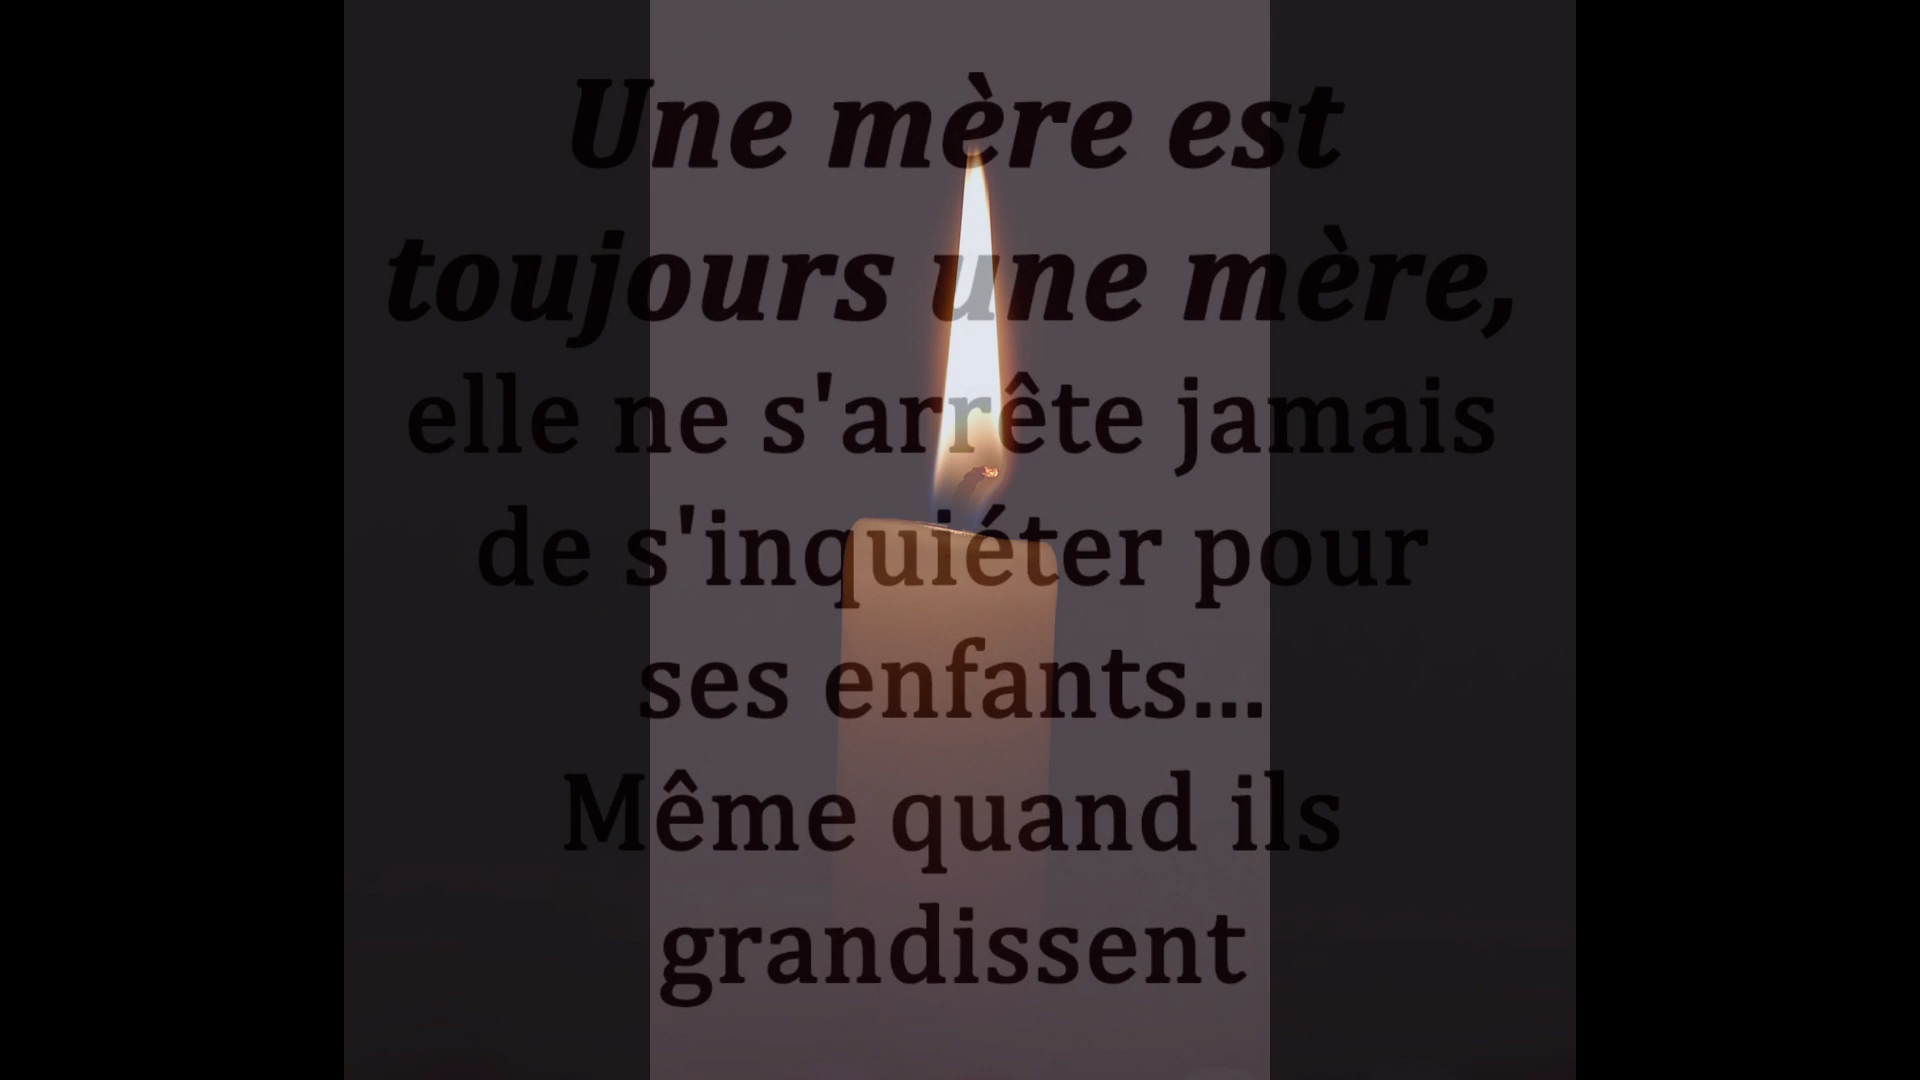 Une mère est
toujours une mère,
elle ne s'arrête jamais
de s'inquiéter pour
ses enfants...
Même quand ils
grandissent